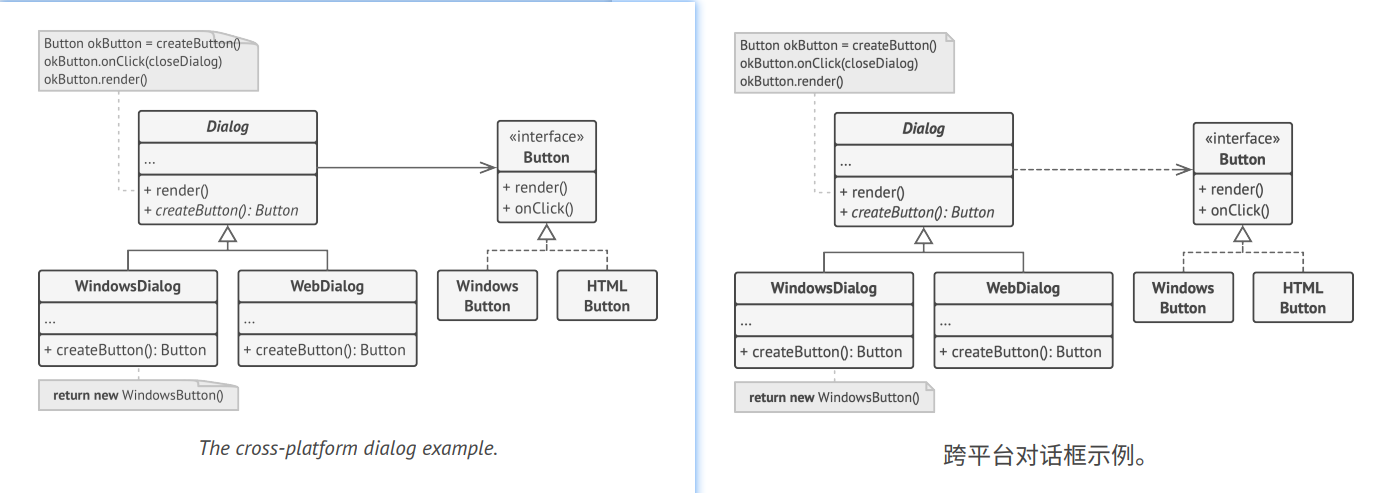 Button okButton = createButton()
okButton.onClick(closeDialog)
okButton.render()
Dialog
...
+ render()
+ createButton(): Button
«interface»
Button
+ render()
+ onClick()
WindowsDialog
...
+ createButton(): Button
WebDialog
...
+ createButton(): Button
Windows
Button
HTML
Button
return new WindowsButton()
The cross-platform dialog example.
Button okButton = createButton()
okButton.onClick(closeDialog)
okButton.render()
Dialog
...
+ render()
+ createButton(): Button
«interface»
Button
+ render()
+ onClick()
WindowsDialog
...
+ createButton(): Button
WebDialog
...
+ createButton(): Button
Windows
Button
HTML
Button
return new WindowsButton()
跨平台对话框示例。